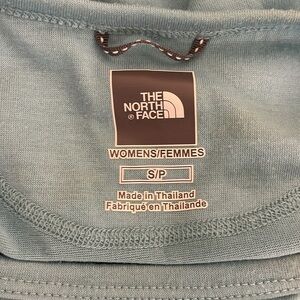 THE
NORTH
FACE
®
WOMENS/FEMMES
S/P
Made in Thailand
Fabriqué en Thaïlande